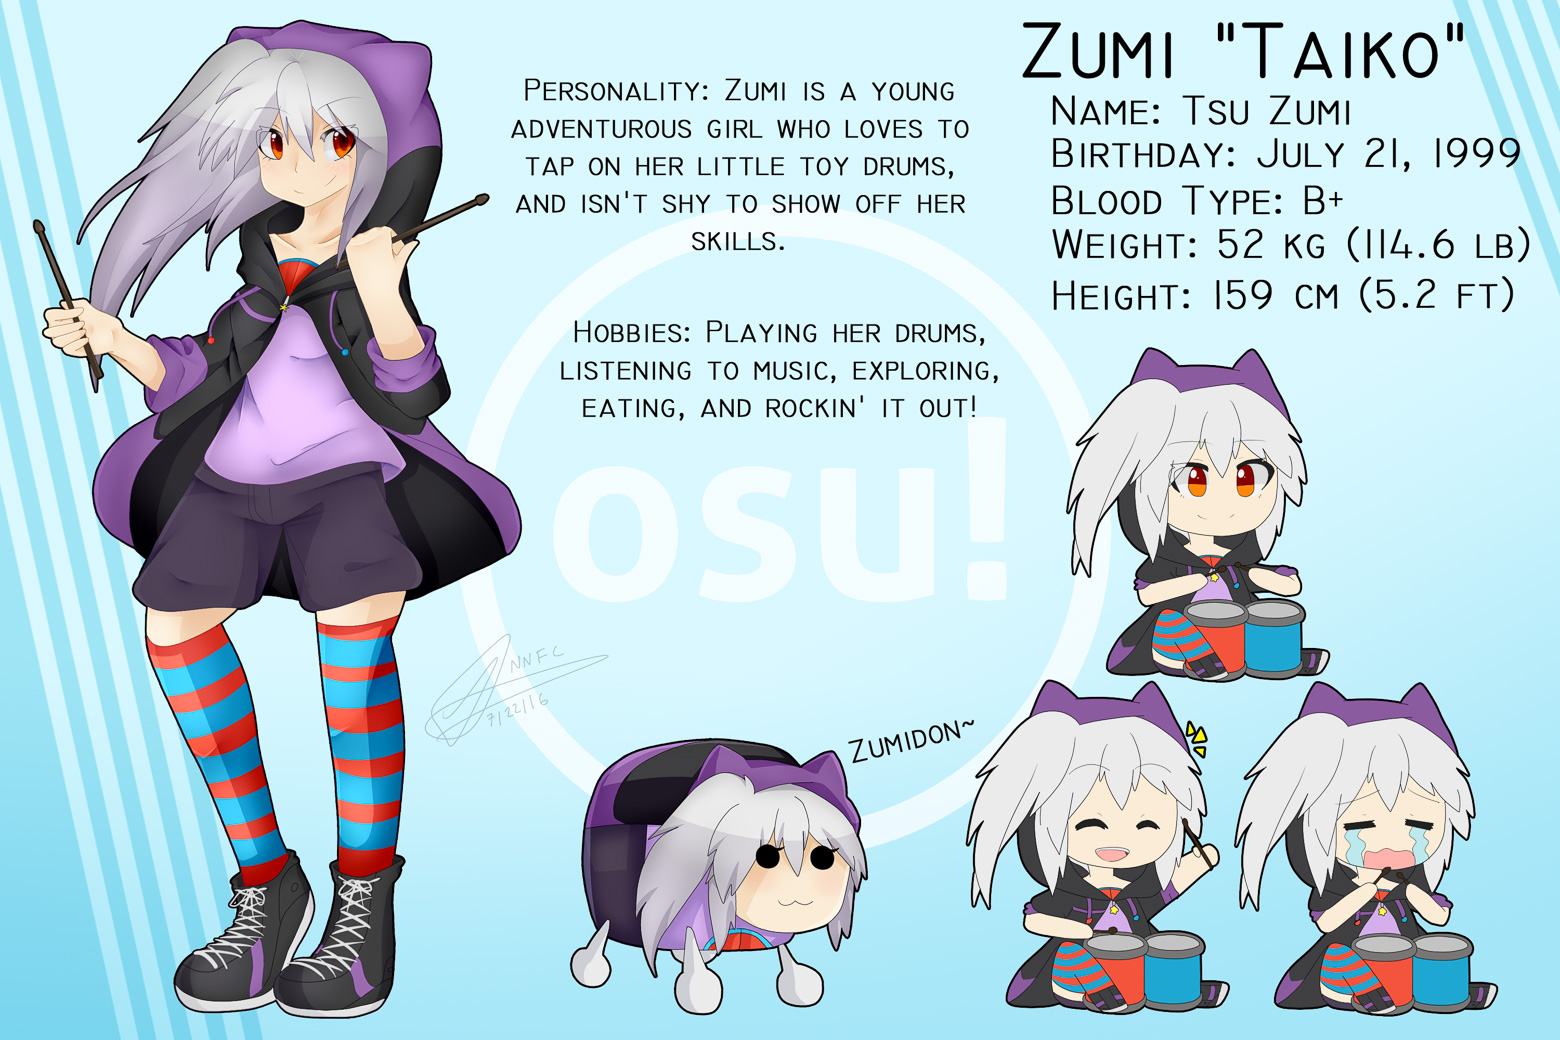 Zumi "Taiko"
Name: Tsu Zumi
Birthday: July 21, 1999
Blood Type: B+
Weight: 52 kg (114.6 lb)
Height: 159 cm (5.2 ft)
Personality: Zumi is a young
adventurous girl who loves to
tap on her little toy drums,
and isn't shy to show off her
skills.
Hobbies: Playing her drums,
listening to music, exploring,
eating, and rockin' it out!
osu!
NNFC
7/22/16
Zumidon~